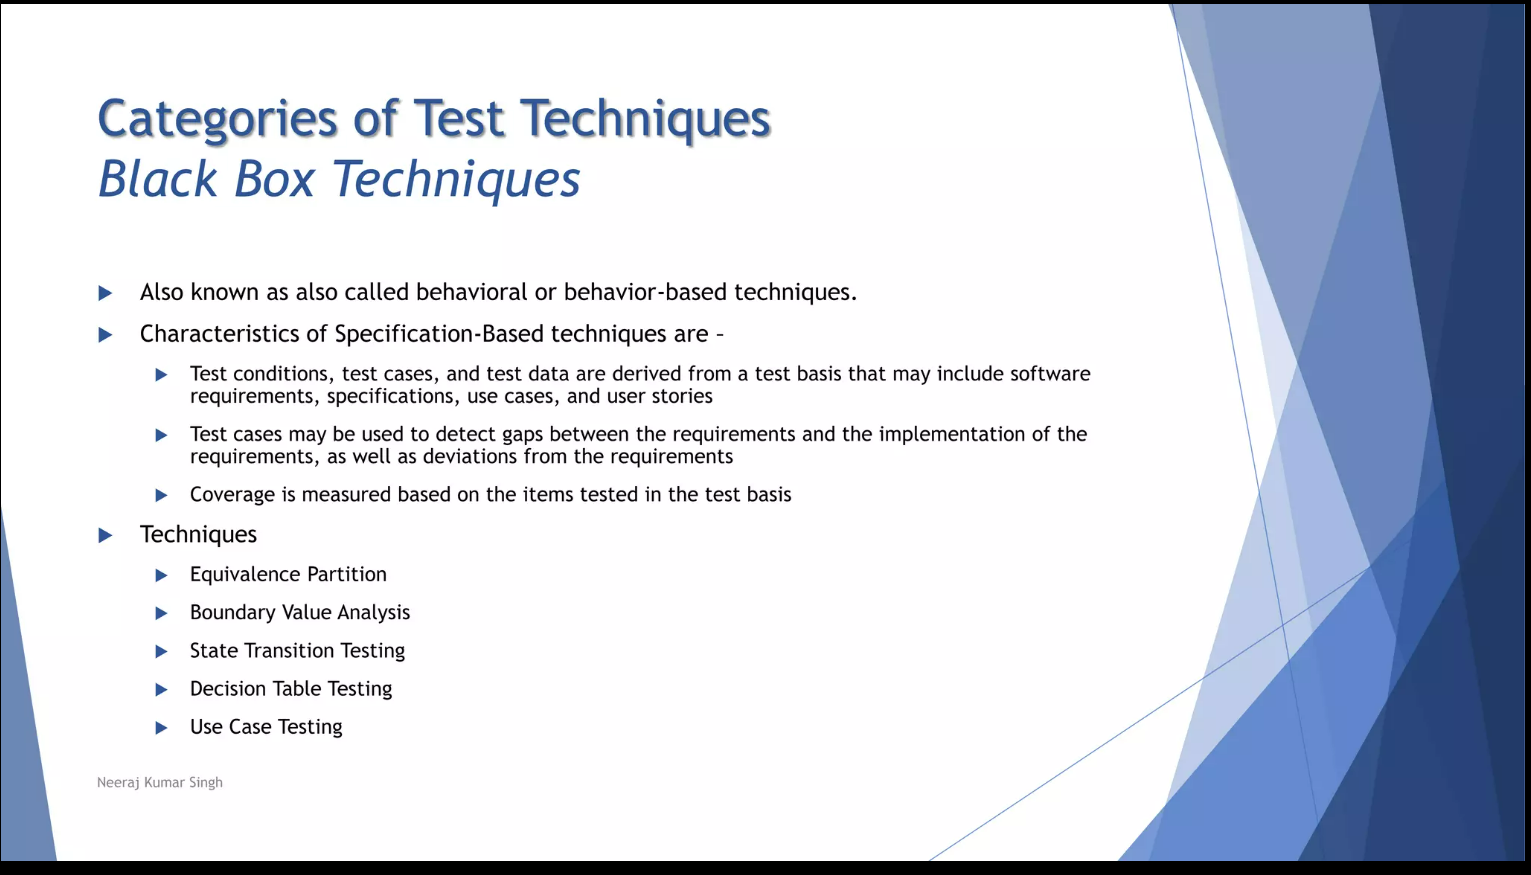 Categories of Test Techniques
Black Box Techniques
Also known as also called behavioral or behavior-based techniques.
Characteristics of Specification-Based techniques are –
Test conditions, test cases, and test data are derived from a test basis that may include software
requirements, specifications, use cases, and user stories
Test cases may be used to detect gaps between the requirements and the implementation of the
requirements, as well as deviations from the requirements
Coverage is measured based on the items tested in the test basis
Techniques
Equivalence Partition
Boundary Value Analysis
State Transition Testing
Decision Table Testing
Use Case Testing
Neeraj Kumar Singh